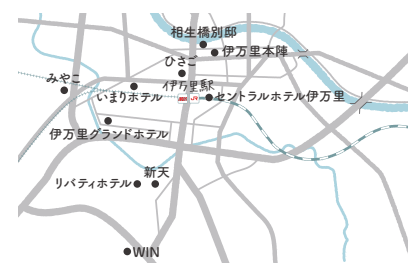 相生橋別邸
伊万里本陣
ひさご
みやこ
伊万里駅
JR
いまりホテル
セントラルホテル伊万里
伊万里グランドホテル
新天
リバティホテル
WIN